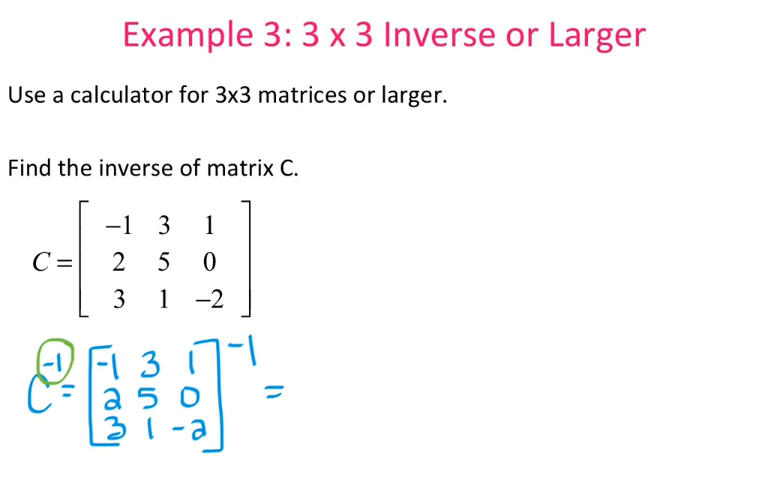 Example 3: 3 x 3 Inverse or Larger
Use a calculator for 3x3 matrices or larger.
Find the inverse of matrix C.
−1 3 1
C = 2 5 0
3 1 −2
C⁻¹ = [-1 3 1]⁻¹ =
2 5 0
3 1 -2